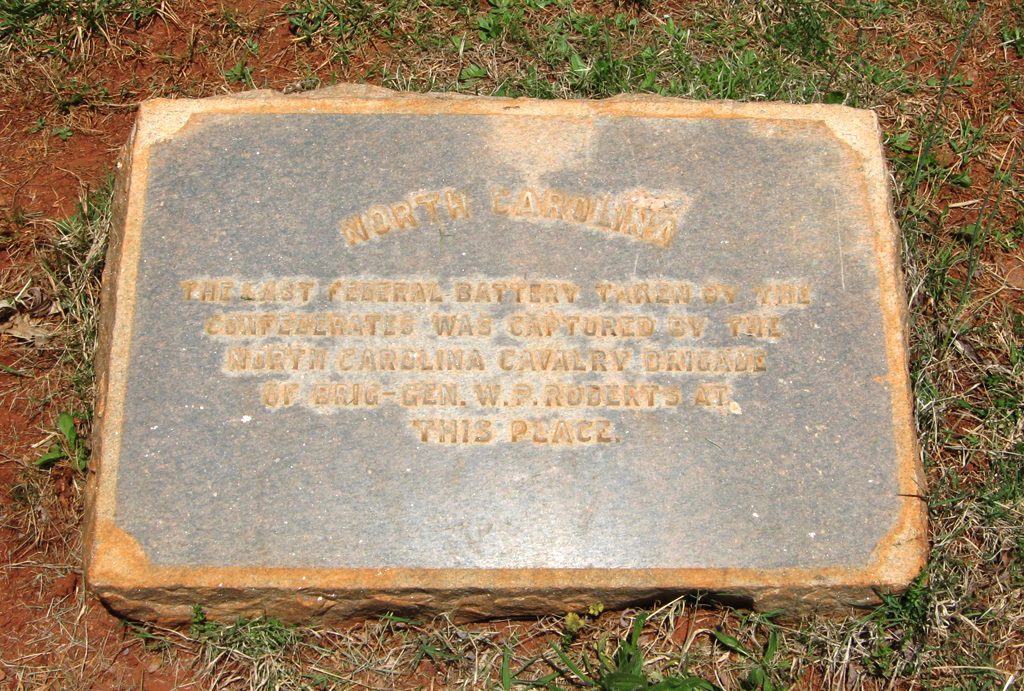 NORTH CAROLINA
THE LAST FEDERAL BATTERY TAKEN BY THE
CONFEDERATES WAS CAPTURED BY THE
NORTH CAROLINA CAVALRY BRIGADE
OF BRIG-GEN. W.P. ROBERTS AT
THIS PLACE.